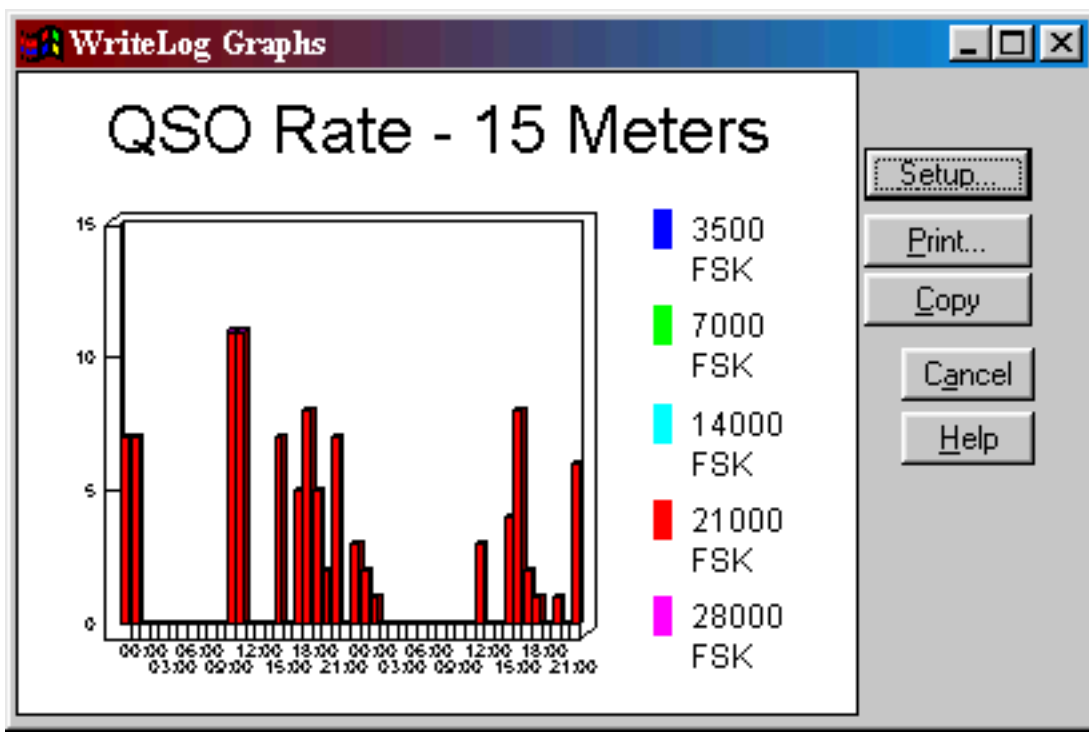 WriteLog Graphs
QSO Rate - 15 Meters
15
10
5
0
00:00 06:00 12:00 18:00 00:00 06:00 12:00 18:00
03:00 09:00 15:00 21:00 03:00 09:00 15:00 21:00
3500
FSK
7000
FSK
14000
FSK
21000
FSK
28000
FSK
Setup...
Print...
Copy
Cancel
Help